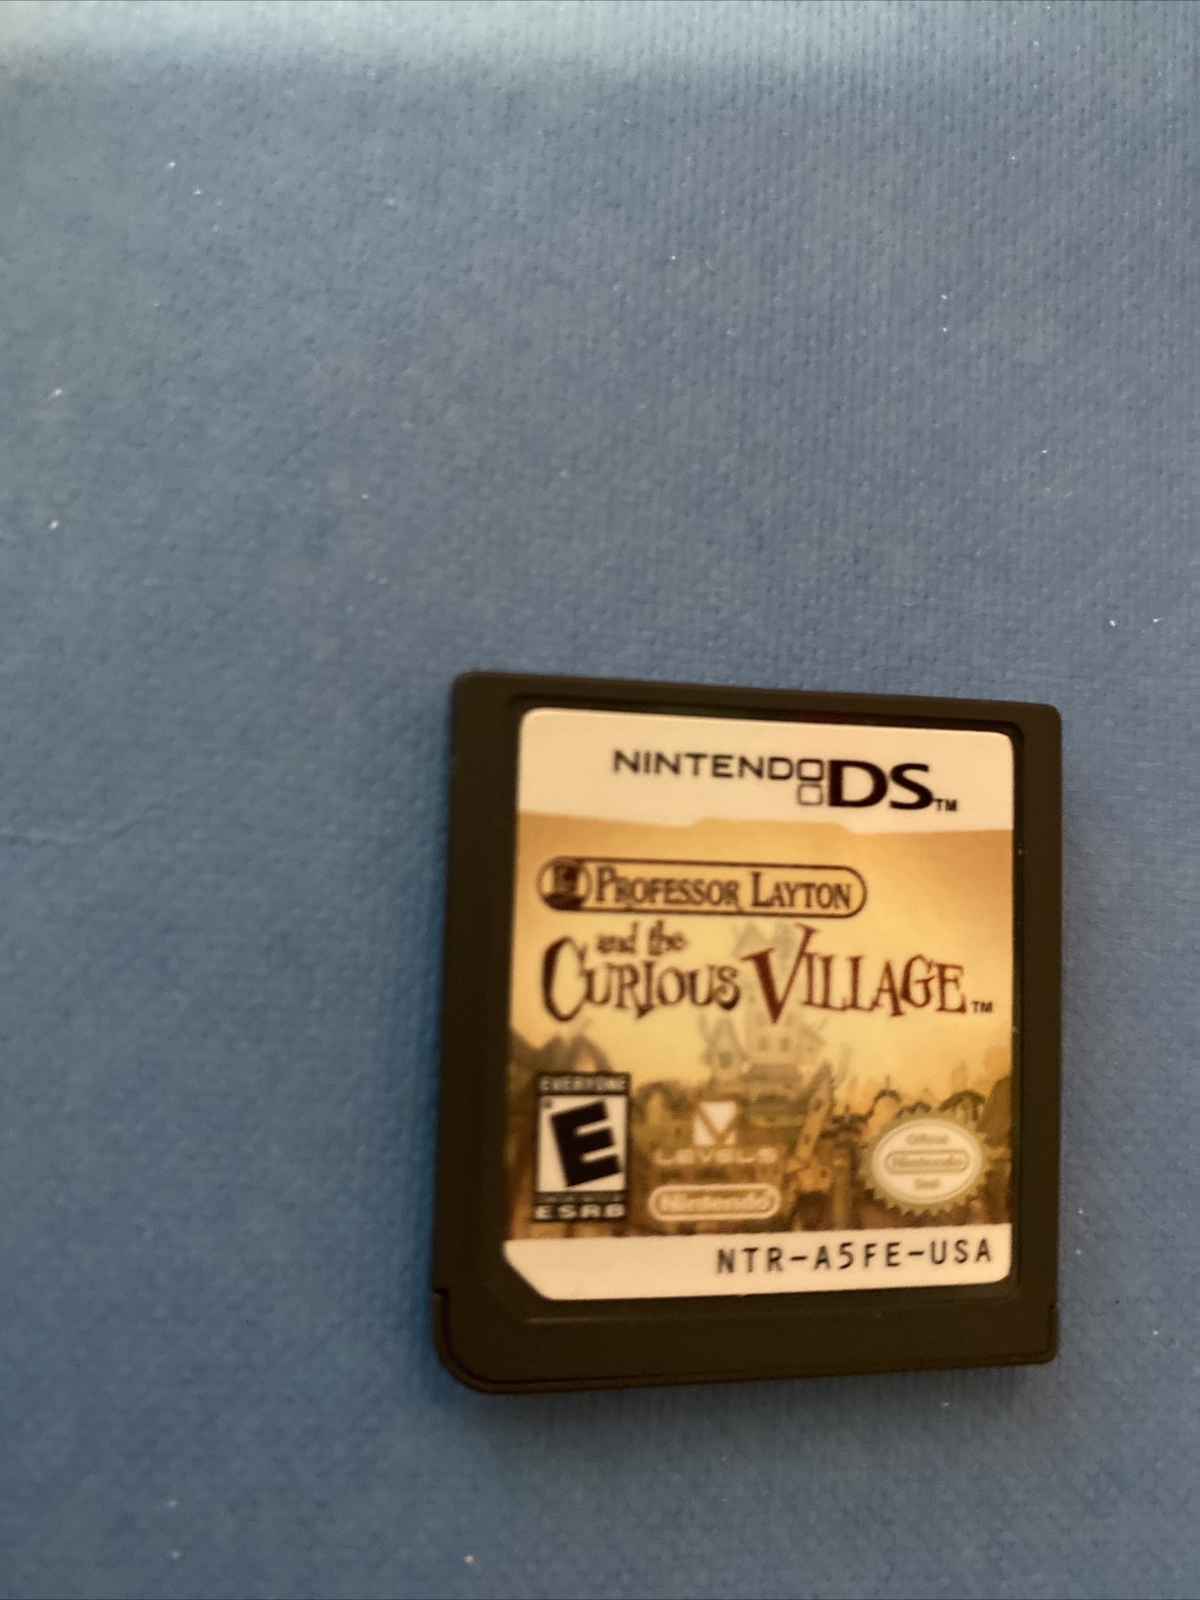 NINTENDO DS™
PROFESSOR LAYTON
and the
CURIOUS VILLAGE™
EVERYONE
E
ESRB
LEVEL5
Nintendo
Official
Nintendo
Seal
NTR-A5FE-USA